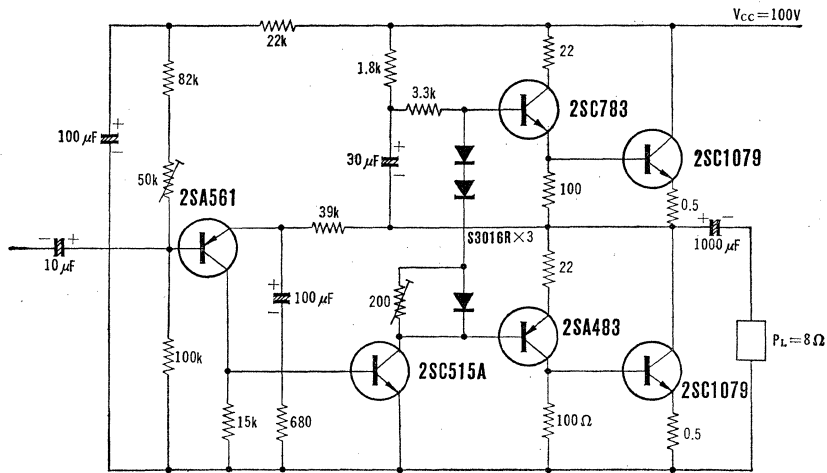 VCC=100V
22k
82k
1.8k
22
3.3k
2SC783
100μF
+
-
+
30μF
-
2SC1079
50k
2SA561
100
39k
0.5
+ -
- +
10μF
S3016R×3
1000μF
22
+
100μF
-
200
2SA483
PL=8Ω
100k
2SC515A
2SC1079
15k
680
100Ω
0.5